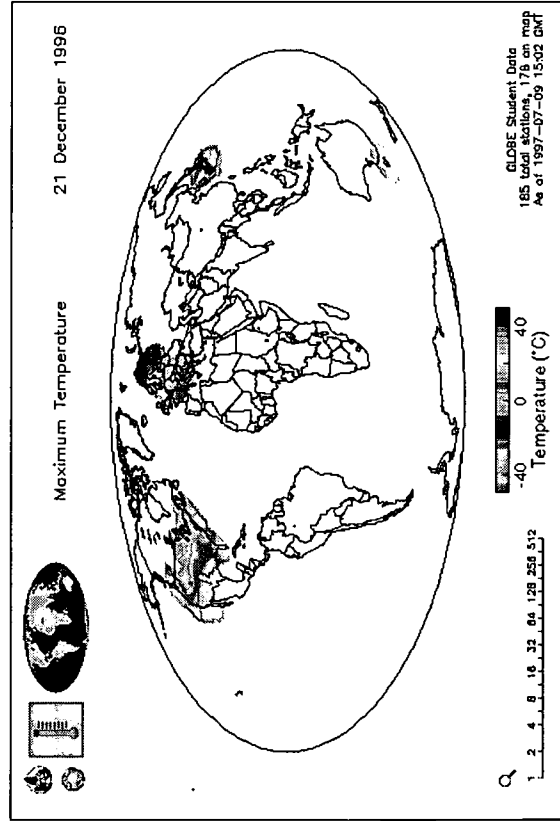 Maximum Temperature
21 December 1996
-40 0 40
Temperature (°C)
1 2 4 8 16 32 64 128 256 512
GLOBE Student Data
185 total stations, 178 on map
As of 1997-07-09 15:02 GMT